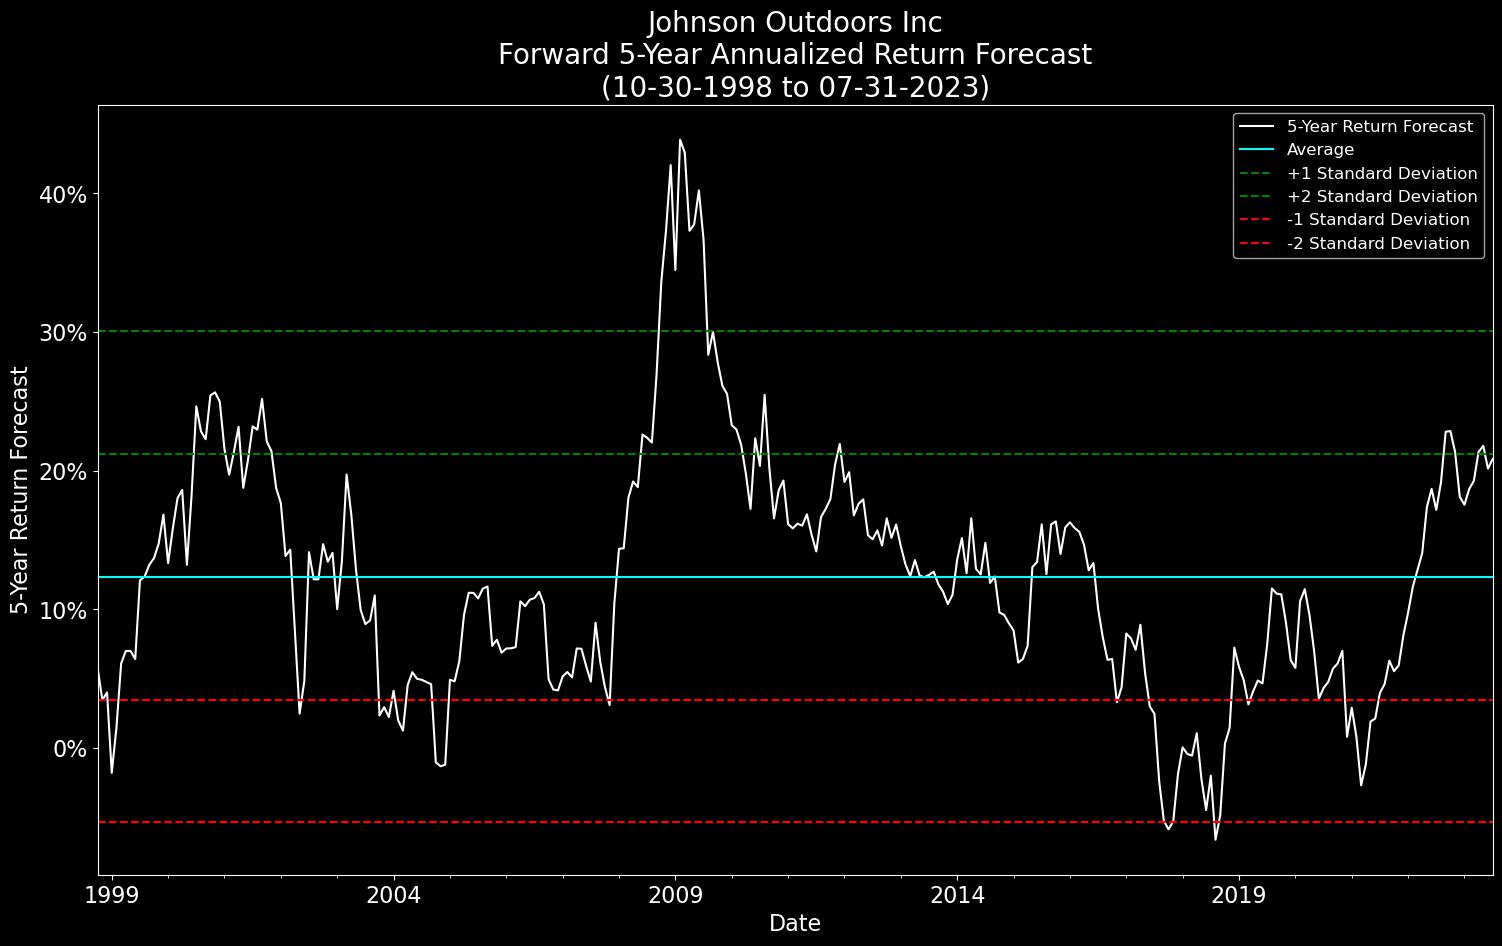 Johnson Outdoors Inc
Forward 5-Year Annualized Return Forecast
(10-30-1998 to 07-31-2023)
5-Year Return Forecast
Average
+1 Standard Deviation
+2 Standard Deviation
-1 Standard Deviation
-2 Standard Deviation
5-Year Return Forecast
40%
30%
20%
10%
0%
1999
2004
2009
2014
2019
Date